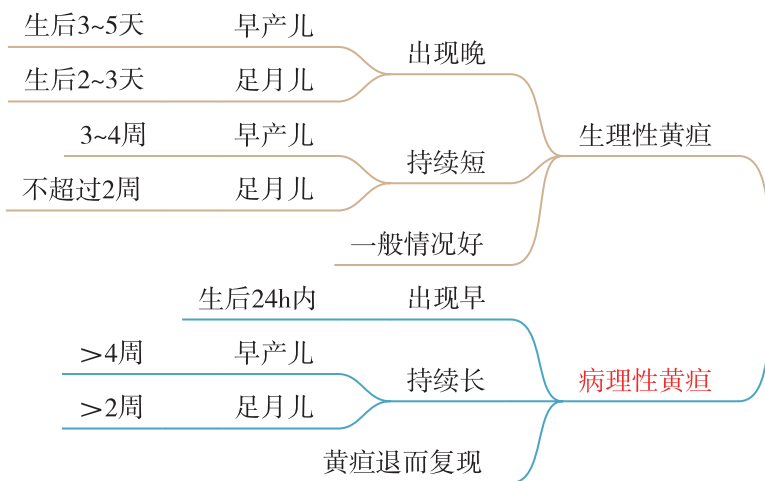 生后3~5天 早产儿
出现晚
生后2~3天 足月儿
3~4周 早产儿
生理性黄疸
持续短
不超过2周 足月儿
一般情况好
生后24h内 出现早
>4周 早产儿
持续长
病理性黄疸
>2周 足月儿
黄疸退而复现